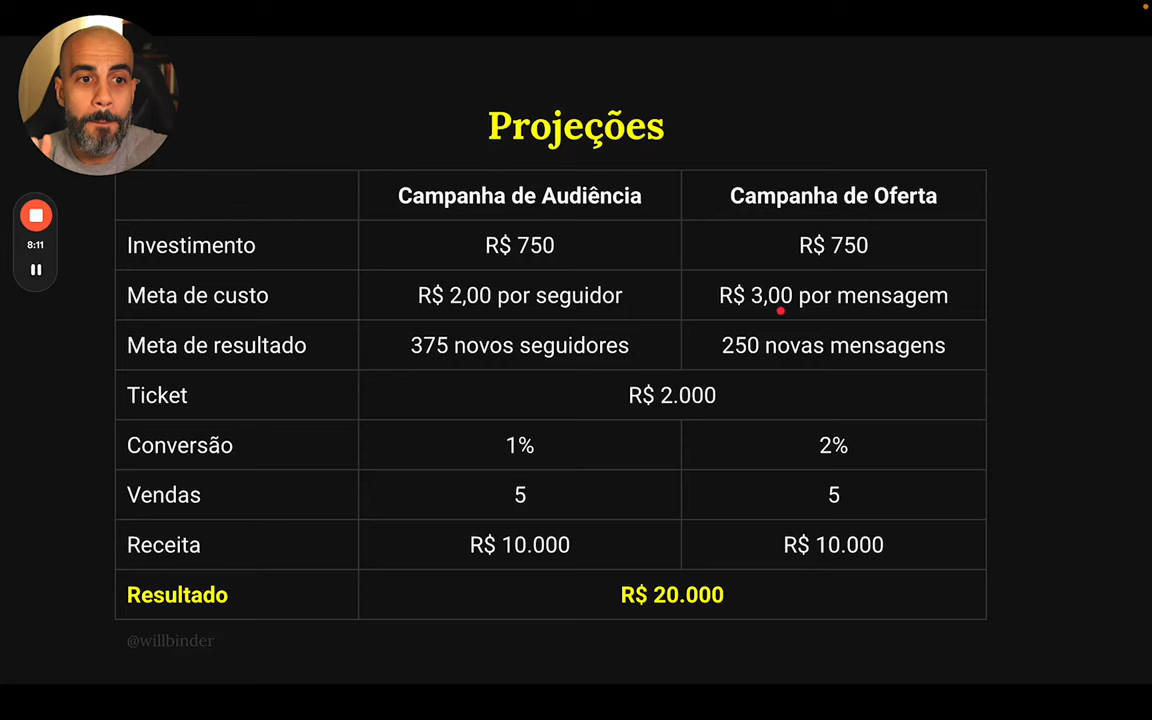 Projeções
8:11
Campanha de Audiência Campanha de Oferta
Investimento R$ 750 R$ 750
Meta de custo R$ 2,00 por seguidor R$ 3,00 por mensagem
Meta de resultado 375 novos seguidores 250 novas mensagens
Ticket R$ 2.000
Conversão 1% 2%
Vendas 5 5
Receita R$ 10.000 R$ 10.000
Resultado R$ 20.000
@willbinder